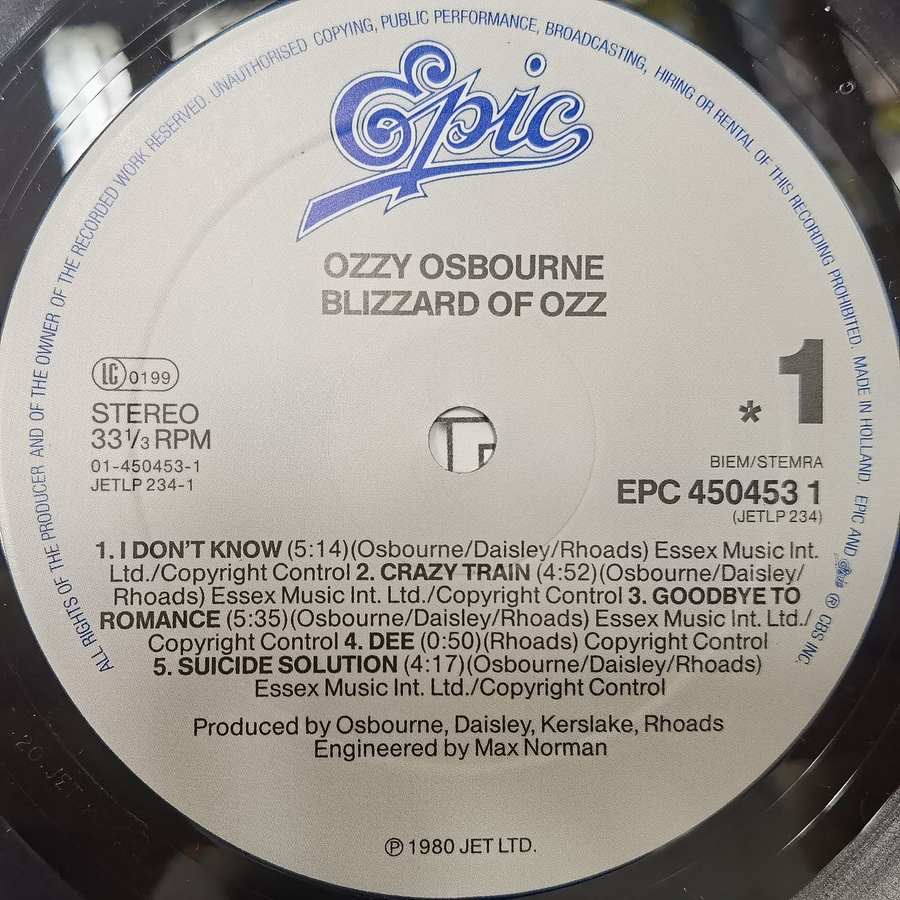 ALL RIGHTS OF THE PRODUCER AND OF THE OWNER OF THE RECORDED WORK RESERVED. UNAUTHORISED COPYING, PUBLIC PERFORMANCE, BROADCASTING, HIRING OR RENTAL OF THIS RECORDING PROHIBITED. MADE IN HOLLAND. EPIC AND ® CBS INC.
Epic
OZZY OSBOURNE
BLIZZARD OF OZZ
1
LC 0199
*
STEREO
33⅓ RPM
01-450453-1
JETLP 234-1
BIEM/STEMRA
EPC 450453 1
(JETLP 234)
1. I DON'T KNOW (5:14)(Osbourne/Daisley/Rhoads) Essex Music Int.
Ltd./Copyright Control 2. CRAZY TRAIN (4:52)(Osbourne/Daisley/
Rhoads) Essex Music Int. Ltd./Copyright Control 3. GOODBYE TO
ROMANCE (5:35)(Osbourne/Daisley/Rhoads) Essex Music Int. Ltd./
Copyright Control 4. DEE (0:50)(Rhoads) Copyright Control
5. SUICIDE SOLUTION (4:17)(Osbourne/Daisley/Rhoads)
Essex Music Int. Ltd./Copyright Control
Produced by Osbourne, Daisley, Kerslake, Rhoads
Engineered by Max Norman
℗ 1980 JET LTD.